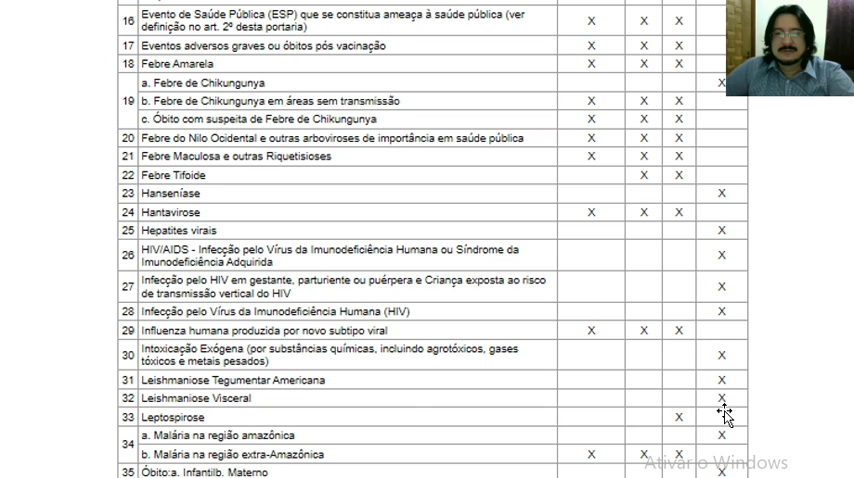 16 Evento de Saúde Pública (ESP) que se constitua ameaça à saúde pública (ver
definição no art. 2º desta portaria) X X X
17 Eventos adversos graves ou óbitos pós vacinação X X X
18 Febre Amarela X X X
a. Febre de Chikungunya X
19 b. Febre de Chikungunya em áreas sem transmissão X X X
c. Óbito com suspeita de Febre de Chikungunya X X X
20 Febre do Nilo Ocidental e outras arboviroses de importância em saúde pública X X X
21 Febre Maculosa e outras Riquetisioses X X X
22 Febre Tifoide X X
23 Hanseníase X
24 Hantavirose X X X
25 Hepatites virais X
26 HIV/AIDS - Infecção pelo Vírus da Imunodeficiência Humana ou Síndrome da
Imunodeficiência Adquirida X
27 Infecção pelo HIV em gestante, parturiente ou puérpera e Criança exposta ao risco
de transmissão vertical do HIV X
28 Infecção pelo Vírus da Imunodeficiência Humana (HIV) X
29 Influenza humana produzida por novo subtipo viral X X X
30 Intoxicação Exógena (por substâncias químicas, incluindo agrotóxicos, gases
tóxicos e metais pesados) X
31 Leishmaniose Tegumentar Americana X
32 Leishmaniose Visceral X
33 Leptospirose X
34 a. Malária na região amazônica X
b. Malária na região extra-Amazônica X X X
35 Óbito:a. Infantilb. Materno X
Ativar o Windows